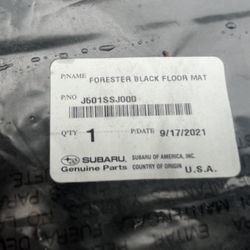 P/NAME FORESTER BLACK FLOOR MAT
P/NO J501SSJ000
Q'TY 1 P/DATE 9/17/2021
SUBARU SUBARU OF AMERICA, INC.
Genuine Parts COUNTRY OF ORIGIN U.S.A.